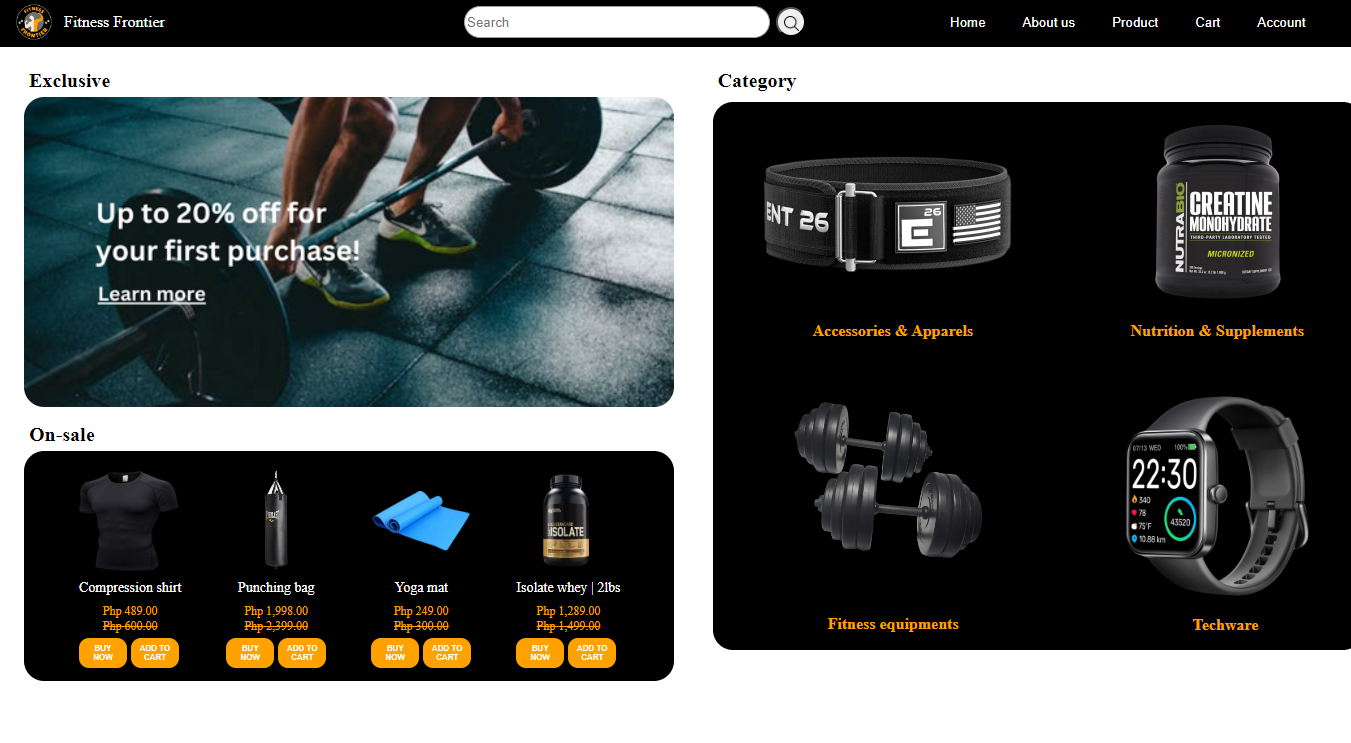 FITNESS
FRONTIER
Fitness Frontier
Search
Home
About us
Product
Cart
Account
Exclusive
Up to 20% off for
your first purchase!
Learn more
On-sale
ISOLATE
Compression shirt
Punching bag
Yoga mat
Isolate whey | 2lbs
Php 489.00
Php 1,998.00
Php 249.00
Php 1,289.00
Php 600.00
Php 2,399.00
Php 300.00
Php 1,499.00
BUY
NOW
ADD TO
CART
BUY
NOW
ADD TO
CART
BUY
NOW
ADD TO
CART
BUY
NOW
ADD TO
CART
Category
ENT 26
26
E
NUTRABIO
CREATINE
MONOHYDRATE
THIRD-PARTY LABORATORY TESTED
MICRONIZED
Accessories & Apparels
Nutrition & Supplements
07/13 WED 100%
22:30
340
78
75°F
10.88 km
43520
Fitness equipments
Techware